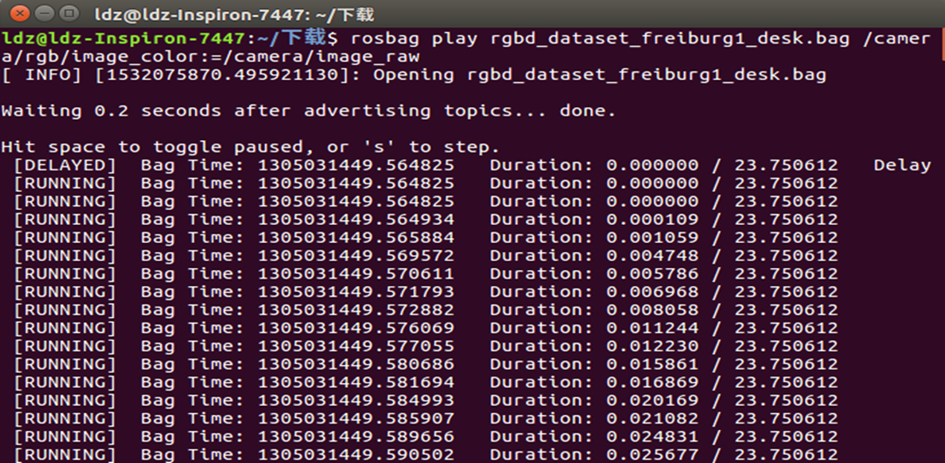 ldz@ldz-Inspiron-7447: ~/下载
ldz@ldz-Inspiron-7447:~/下载$ rosbag play rgbd_dataset_freiburg1_desk.bag /camer
a/rgb/image_color:=/camera/image_raw
[ INFO] [1532075870.495921130]: Opening rgbd_dataset_freiburg1_desk.bag
Waiting 0.2 seconds after advertising topics... done.
Hit space to toggle paused, or 's' to step.
[DELAYED]  Bag Time: 1305031449.564825   Duration: 0.000000 / 23.750612   Delay
[RUNNING]  Bag Time: 1305031449.564825   Duration: 0.000000 / 23.750612
[RUNNING]  Bag Time: 1305031449.564825   Duration: 0.000000 / 23.750612
[RUNNING]  Bag Time: 1305031449.564934   Duration: 0.000109 / 23.750612
[RUNNING]  Bag Time: 1305031449.565884   Duration: 0.001059 / 23.750612
[RUNNING]  Bag Time: 1305031449.569572   Duration: 0.004748 / 23.750612
[RUNNING]  Bag Time: 1305031449.570611   Duration: 0.005786 / 23.750612
[RUNNING]  Bag Time: 1305031449.571793   Duration: 0.006968 / 23.750612
[RUNNING]  Bag Time: 1305031449.572882   Duration: 0.008058 / 23.750612
[RUNNING]  Bag Time: 1305031449.576069   Duration: 0.011244 / 23.750612
[RUNNING]  Bag Time: 1305031449.577055   Duration: 0.012230 / 23.750612
[RUNNING]  Bag Time: 1305031449.580686   Duration: 0.015861 / 23.750612
[RUNNING]  Bag Time: 1305031449.581694   Duration: 0.016869 / 23.750612
[RUNNING]  Bag Time: 1305031449.584993   Duration: 0.020169 / 23.750612
[RUNNING]  Bag Time: 1305031449.585907   Duration: 0.021082 / 23.750612
[RUNNING]  Bag Time: 1305031449.589656   Duration: 0.024831 / 23.750612
[RUNNING]  Bag Time: 1305031449.590502   Duration: 0.025677 / 23.750612